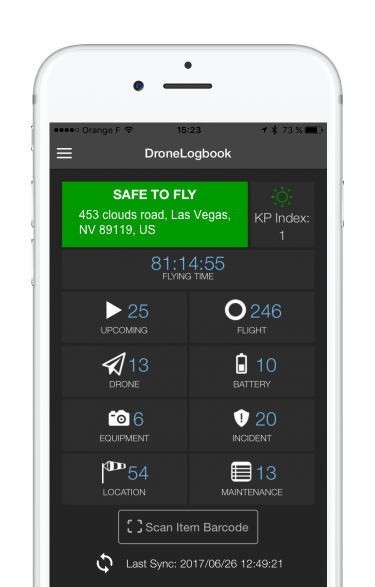 Orange F
15:23
73 %
DroneLogbook
SAFE TO FLY
453 clouds road, Las Vegas,
NV 89119, US
KP Index:
1
81:14:55
FLYING TIME
25
UPCOMING
246
FLIGHT
13
DRONE
10
BATTERY
6
EQUIPMENT
20
INCIDENT
54
LOCATION
13
MAINTENANCE
Scan Item Barcode
Last Sync: 2017/06/26 12:49:21